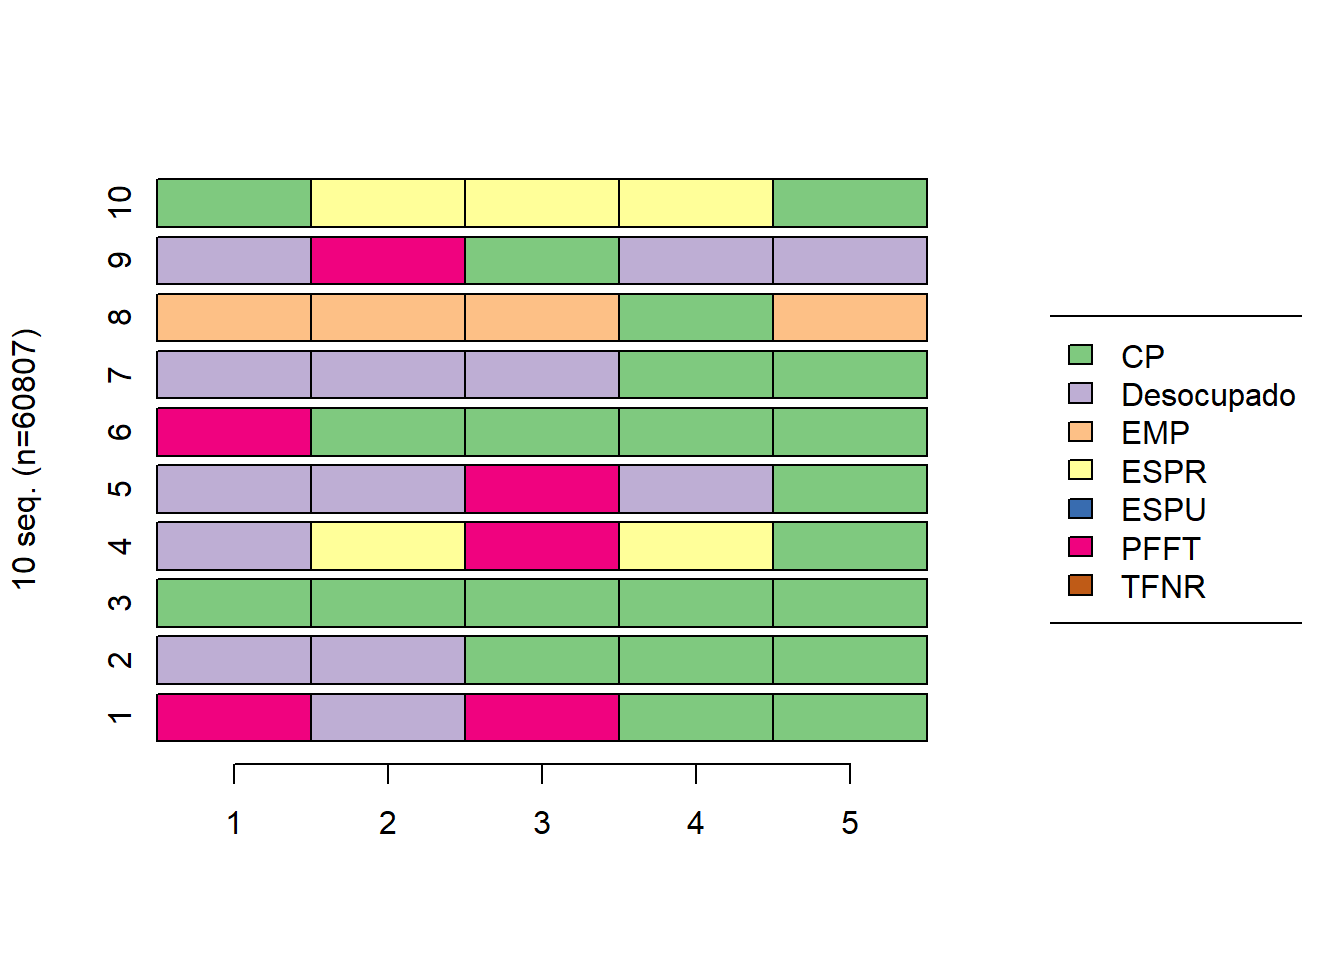 10 seq. (n=60807)
10
9
8
7
6
5
4
3
2
1
1 2 3 4 5
CP
Desocupado
EMP
ESPR
ESPU
PFFT
TFNR